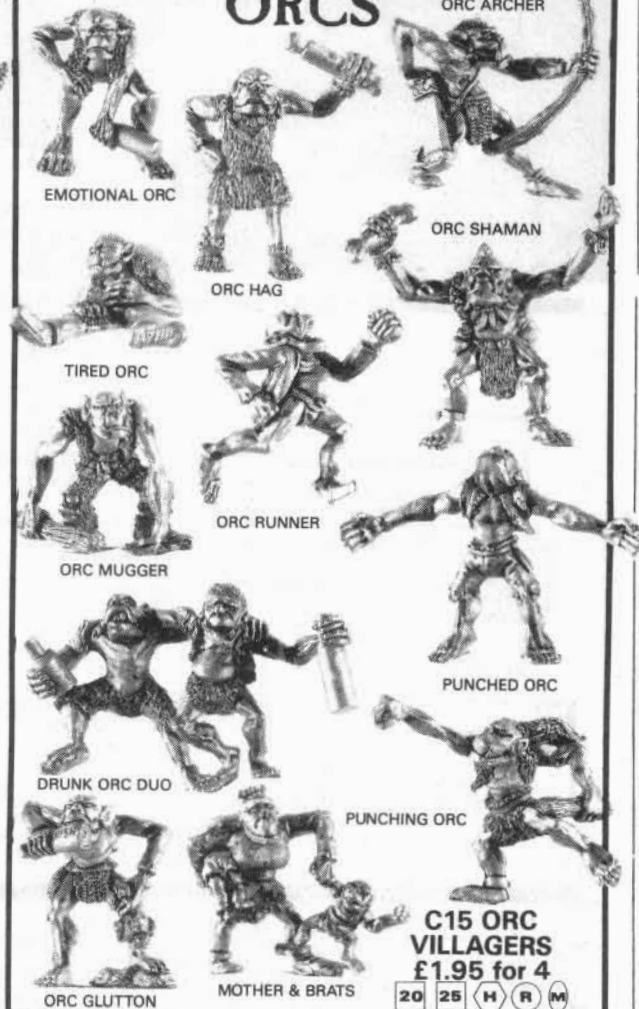 ORCS
ORC ARCHER
EMOTIONAL ORC
ORC HAG
ORC SHAMAN
TIRED ORC
ORC RUNNER
ORC MUGGER
PUNCHED ORC
DRUNK ORC DUO
PUNCHING ORC
ORC GLUTTON
MOTHER & BRATS
C15 ORC
VILLAGERS
£1.95 for 4
20 25 H R M